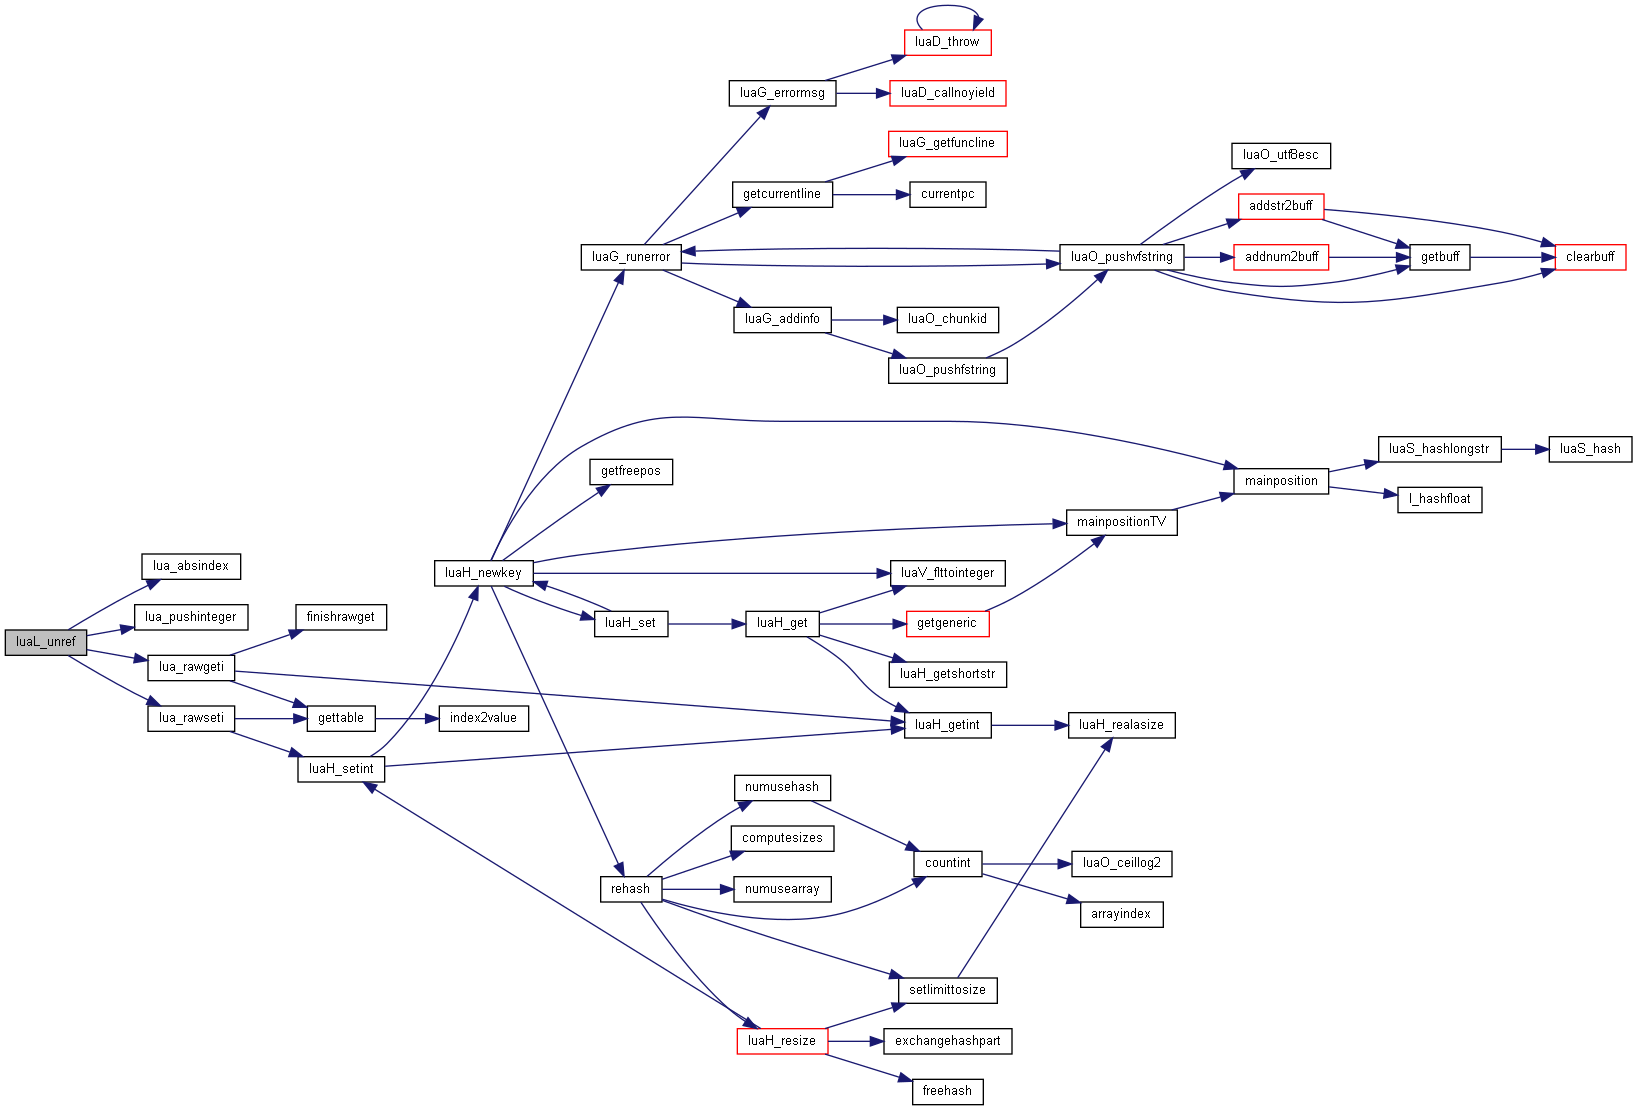 luaD_throw
luaG_errormsg
luaD_callnoyield
luaG_getfuncline
luaO_utf8esc
getcurrentline
currentpc
addstr2buff
luaG_runerror
luaO_pushvfstring
addnum2buff
getbuff
clearbuff
luaG_addinfo
luaO_chunkid
luaO_pushfstring
luaS_hashlongstr
luaS_hash
getfreepos
mainposition
l_hashfloat
mainpositionTV
lua_absindex
luaH_newkey
luaV_flttointeger
lua_pushinteger
finishrawget
luaH_set
luaH_get
getgeneric
luaL_unref
lua_rawgeti
luaH_getshortstr
lua_rawseti
gettable
index2value
luaH_getint
luaH_realasize
luaH_setint
numusehash
computesizes
countint
luaO_ceillog2
rehash
numusearray
arrayindex
setlimittosize
luaH_resize
exchangehashpart
freehash